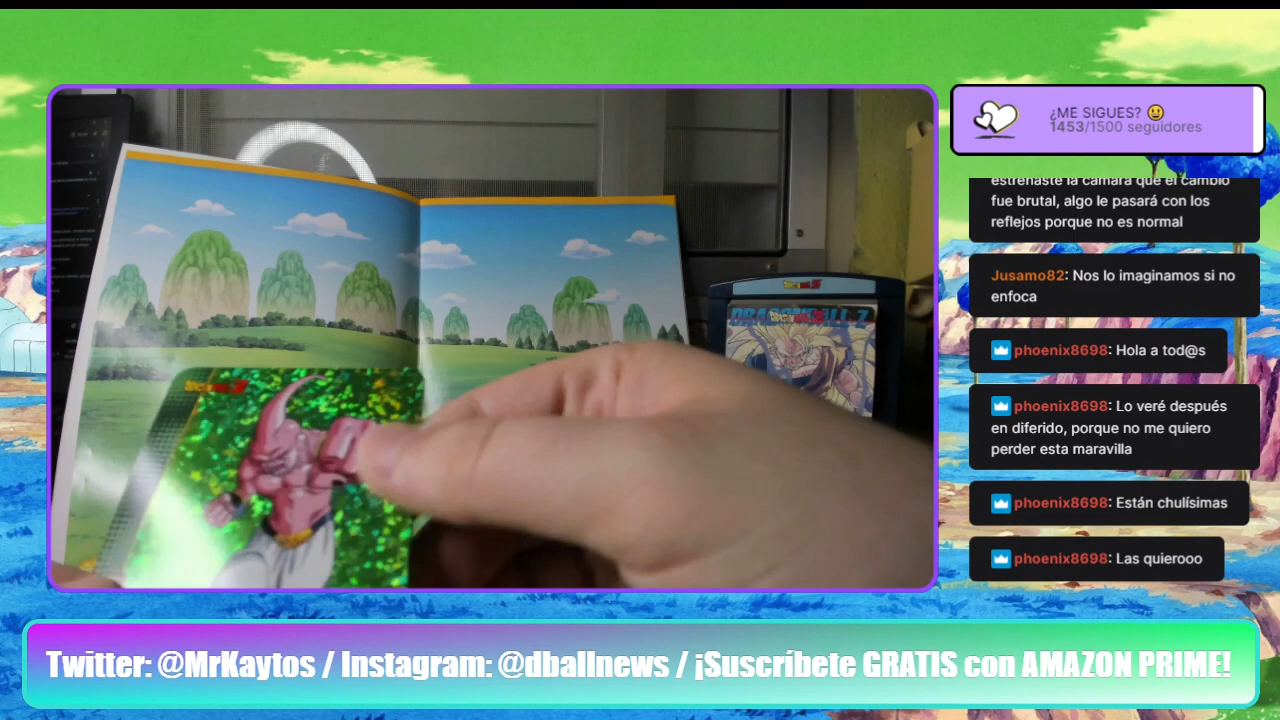 ¿ME SIGUES? 😀
1453/1500 seguidores
estrenaste la cámara que el cambio
fue brutal, algo le pasará con los
reflejos porque no es normal
Jusamo82: Nos lo imaginamos si no
enfoca
phoenix8698: Hola a tod@s
phoenix8698: Lo veré después
en diferido, porque no me quiero
perder esta maravilla
phoenix8698: Están chulísimas
phoenix8698: Las quierooo
DRAGON BALL Z
Twitter: @MrKaytos / Instagram: @dballnews / ¡Suscríbete GRATIS con AMAZON PRIME!